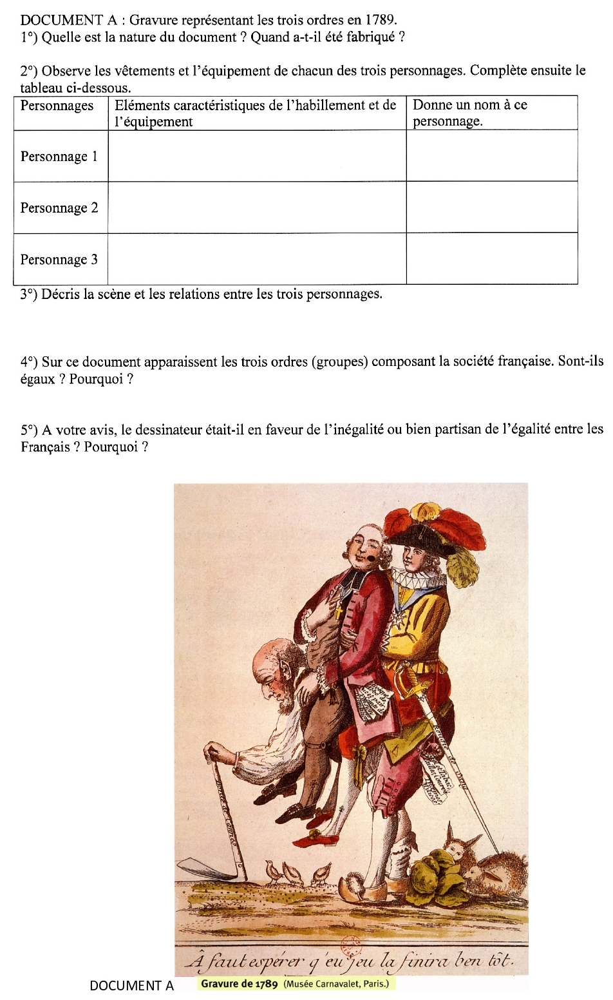 DOCUMENT A : Gravure représentant les trois ordres en 1789.
1°) Quelle est la nature du document ? Quand a-t-il été fabriqué ?
2°) Observe les vêtements et l'équipement de chacun des trois personnages. Complète ensuite le
tableau ci-dessous.
Personnages
Eléments caractéristiques de l'habillement et de
l'équipement
Donne un nom à ce
personnage.
Personnage 1
Personnage 2
Personnage 3
3°) Décris la scène et les relations entre les trois personnages.
4°) Sur ce document apparaissent les trois ordres (groupes) composant la société française. Sont-ils
égaux ? Pourquoi ?
5°) A votre avis, le dessinateur était-il en faveur de l'inégalité ou bien partisan de l'égalité entre les
Français ? Pourquoi ?
de Sang
de Larmes
Â faut espérer q'eu jeu la finira ben tôt.
DOCUMENT A
Gravure de 1789 (Musée Carnavalet, Paris.)